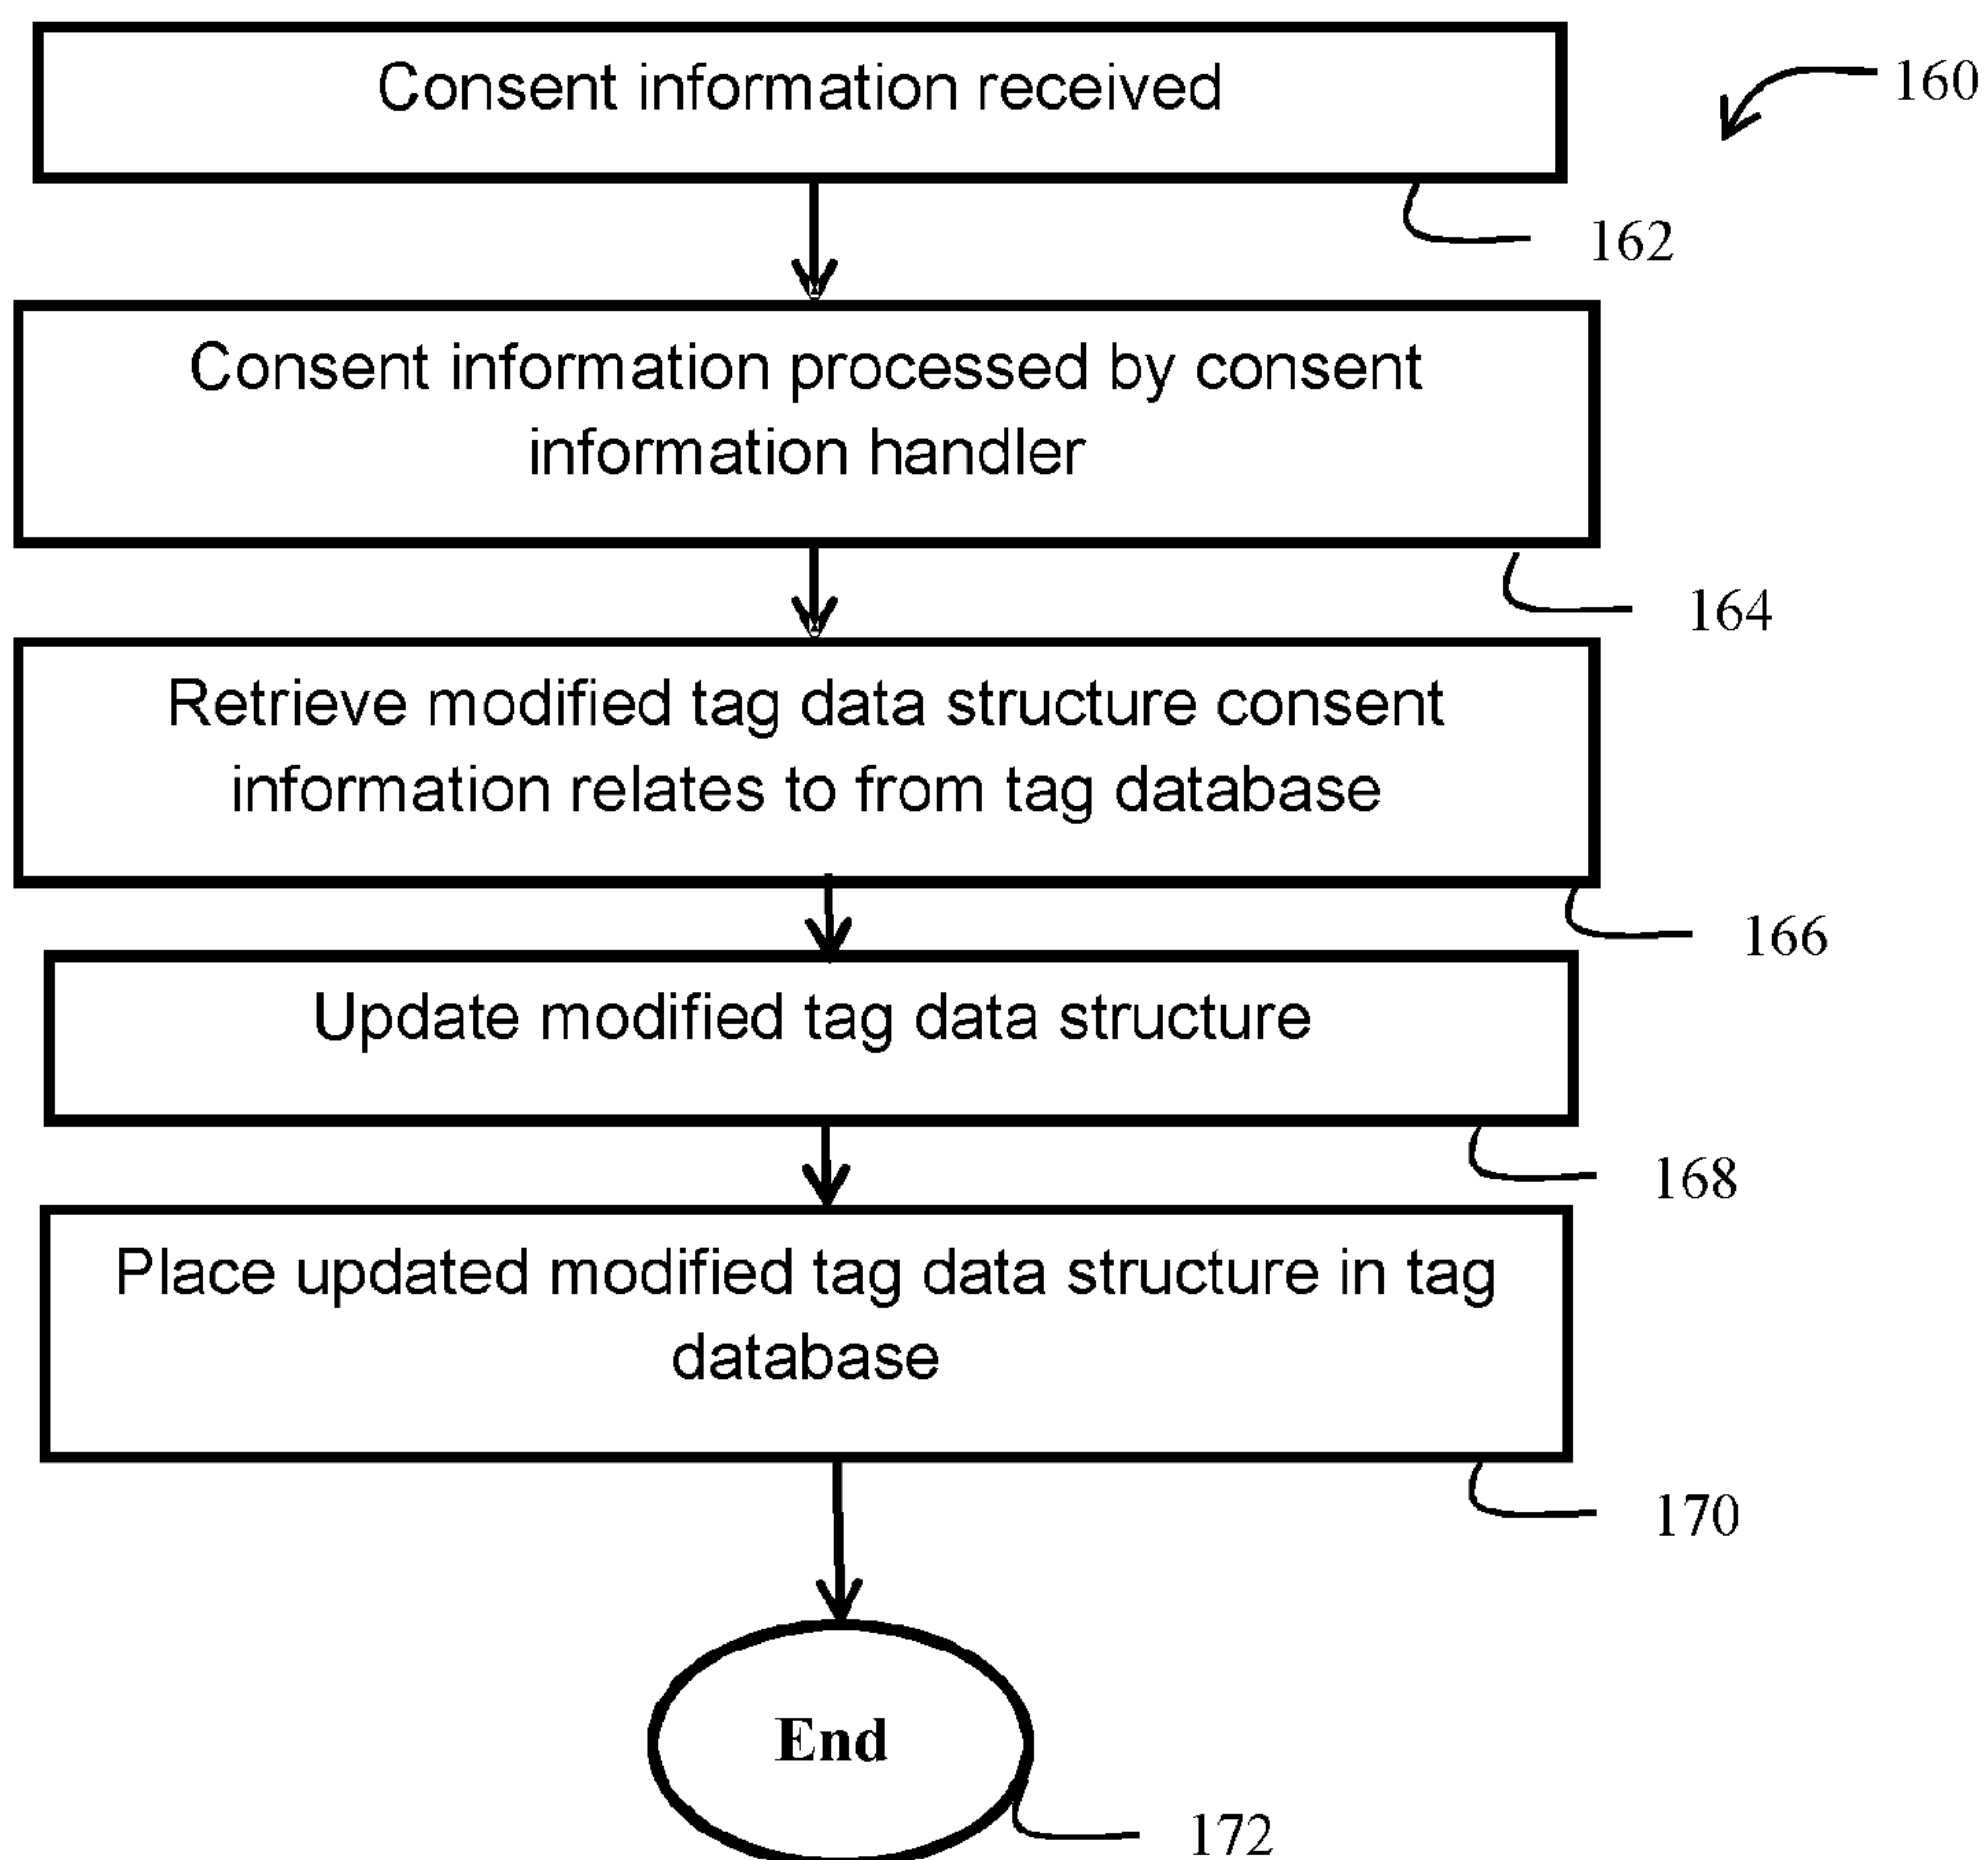 Consent information received
160
162
Consent information processed by consent
information handler
164
Retrieve modified tag data structure consent
information relates to from tag database
166
Update modified tag data structure
168
Place updated modified tag data structure in tag
database
170
End
172